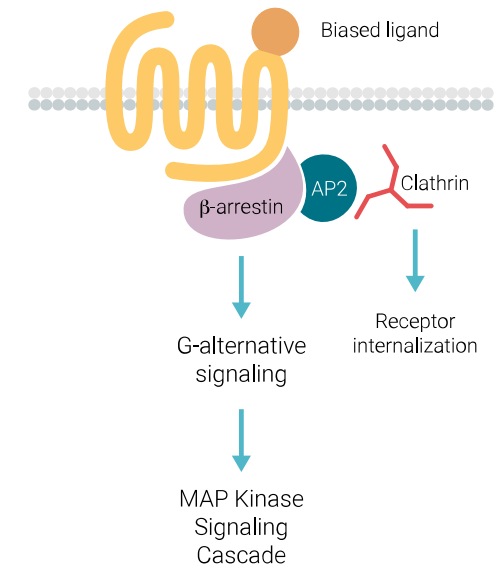 Biased ligand
β-arrestin
AP2
Clathrin
G-alternative
signaling
Receptor
internalization
MAP Kinase
Signaling
Cascade